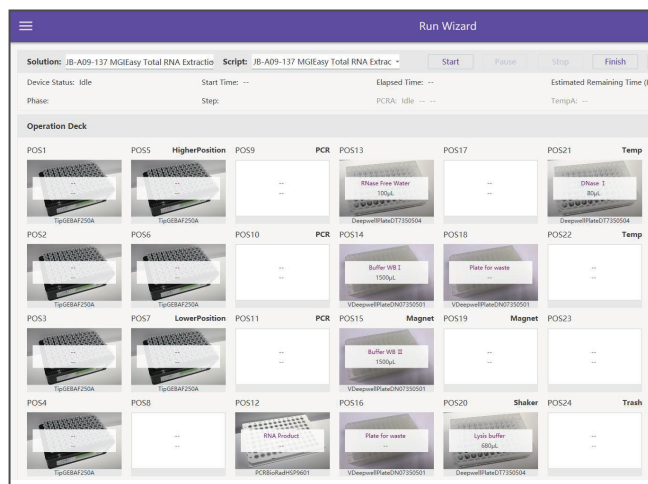 Run Wizard
Solution: JB-A09-137 MGIEasy Total RNA Extractio Script: JB-A09-137 MGIEasy Total RNA Extrac Start Pause Stop Finish
Device Status: Idle Start Time: -- Elapsed Time: -- Estimated Remaining Time (
Phase: Step: PCRA: Idle -- -- TempA: --
Operation Deck
POS1 POS5 HigherPosition POS9 PCR POS13 POS17 POS21 Temp
-- -- -- RNase Free Water -- DNase I
-- -- -- 100μL -- 80μL
TipGEBAF250A TipGEBAF250A DeepwellPlateDT7350504 DeepwellPlateDT7350504
POS2 POS6 POS10 PCR POS14 POS18 POS22 Temp
-- -- -- Buffer WB I Plate for waste --
-- -- -- 1500μL -- --
TipGEBAF250A TipGEBAF250A VDeepwellPlateDN07350501 VDeepwellPlateDN07350501
POS3 POS7 LowerPosition POS11 PCR POS15 Magnet POS19 Magnet POS23
-- -- -- Buffer WB II -- --
-- -- -- 1500μL -- --
TipGEBAF250A TipGEBAF250A VDeepwellPlateDN07350501
POS4 POS8 POS12 POS16 POS20 Shaker POS24 Trash
-- -- RNA Product Plate for waste Lysis buffer --
-- -- -- -- 680μL --
TipGEBAF250A PCRBioRadHSP9601 VDeepwellPlateDN07350501 DeepwellPlateDT7350504